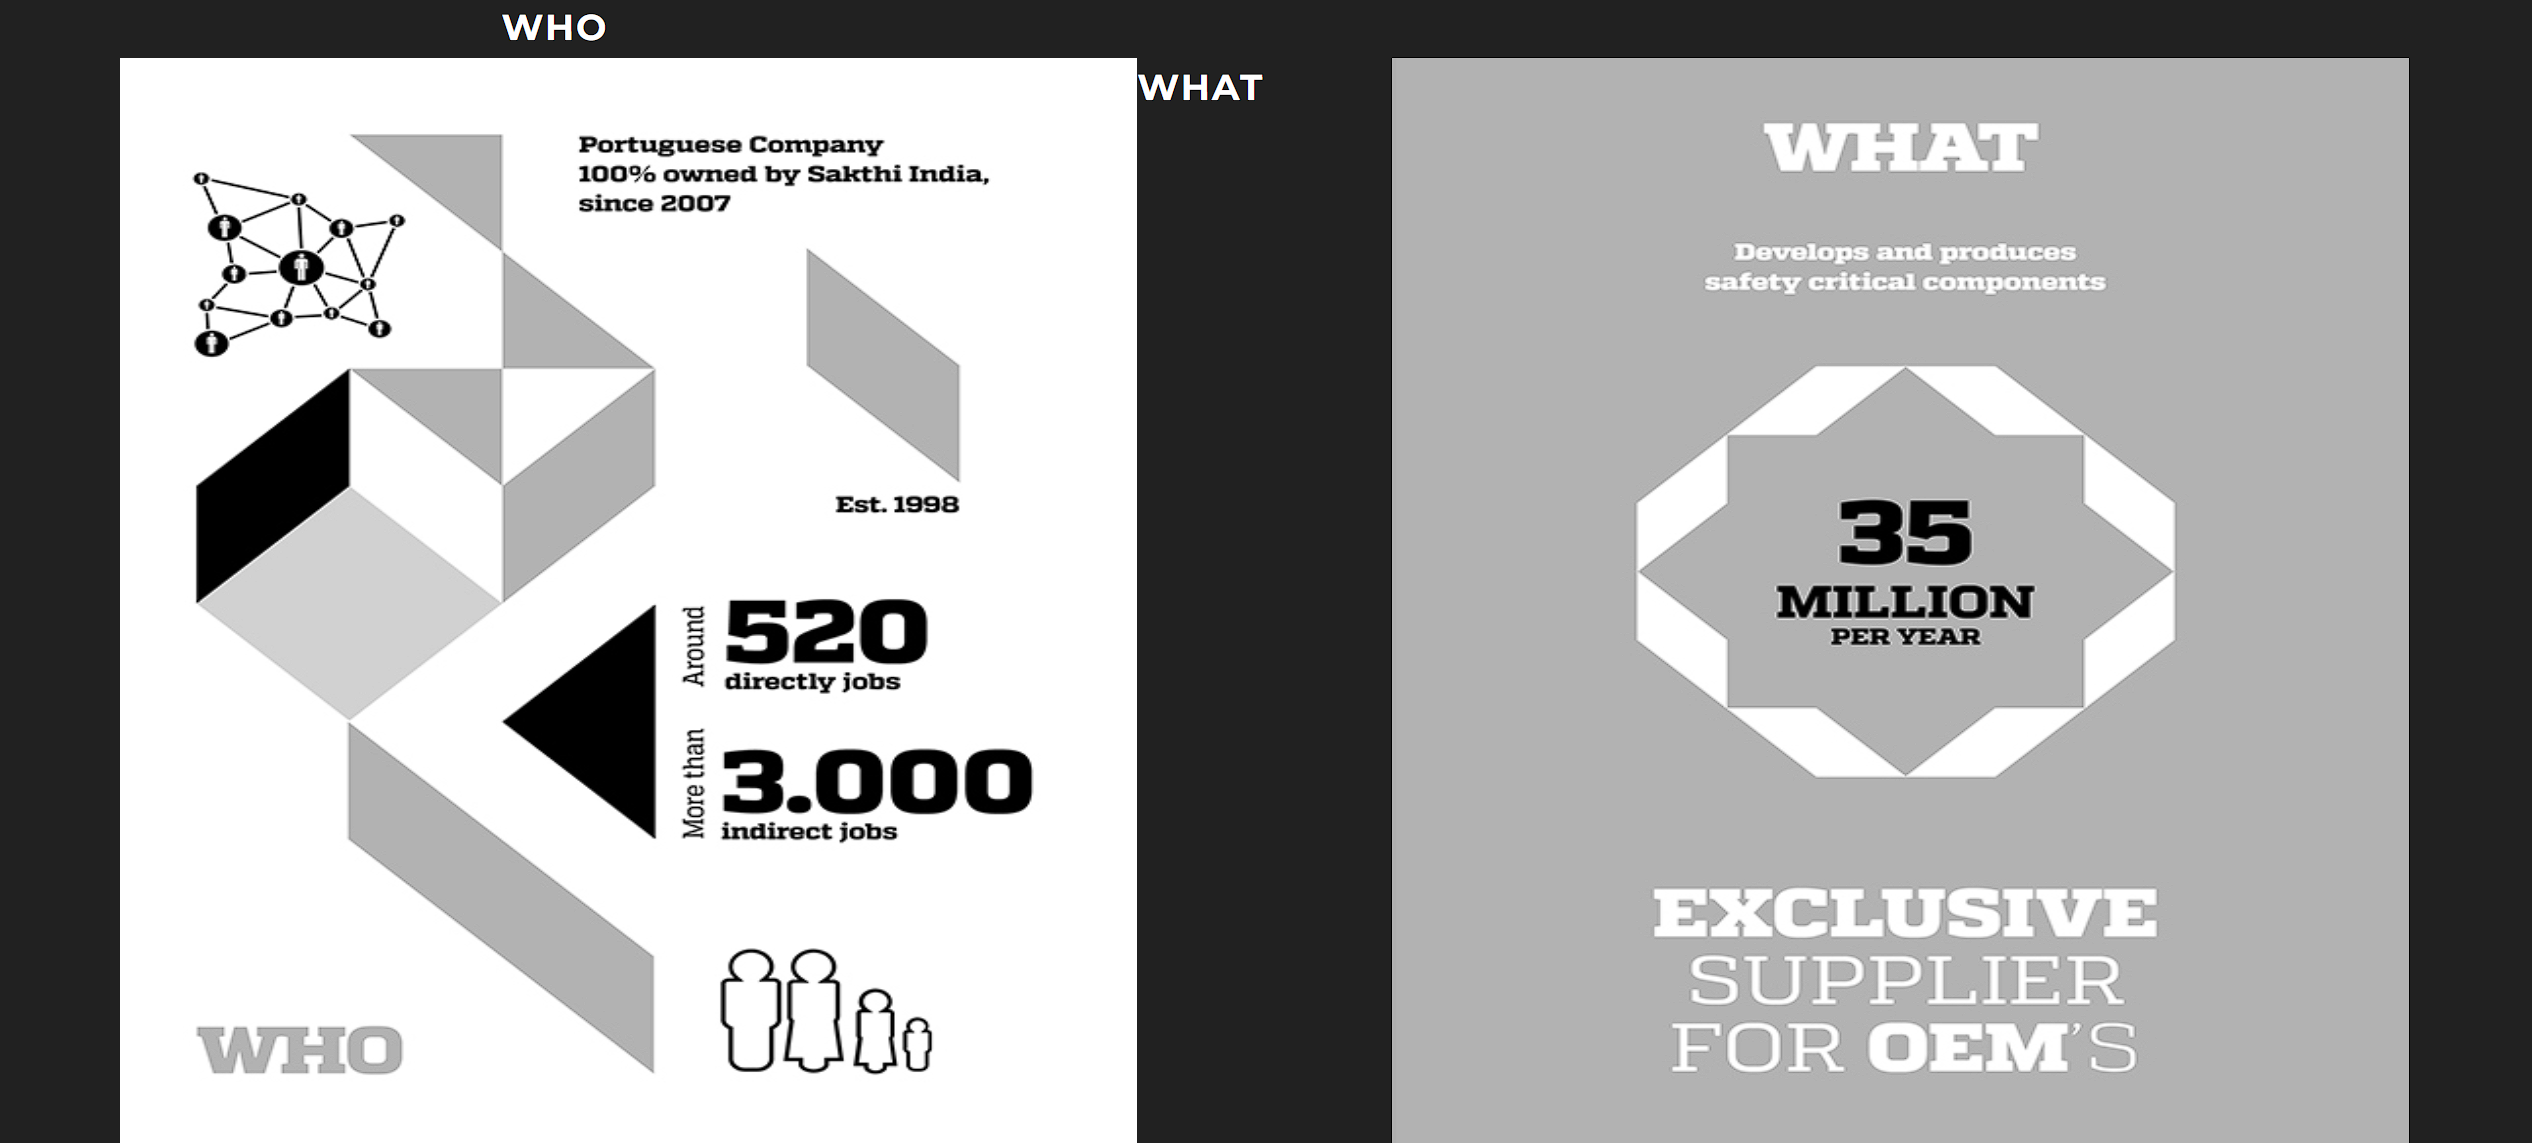 WHO
Portuguese Company
100% owned by Sakthi India,
since 2007
Est. 1998
Around
520
directly jobs
More than
3.000
indirect jobs
WHO
WHAT
WHAT
Develops and produces
safety critical components
35
MILLION
PER YEAR
EXCLUSIVE
SUPPLIER
FOR OEM'S